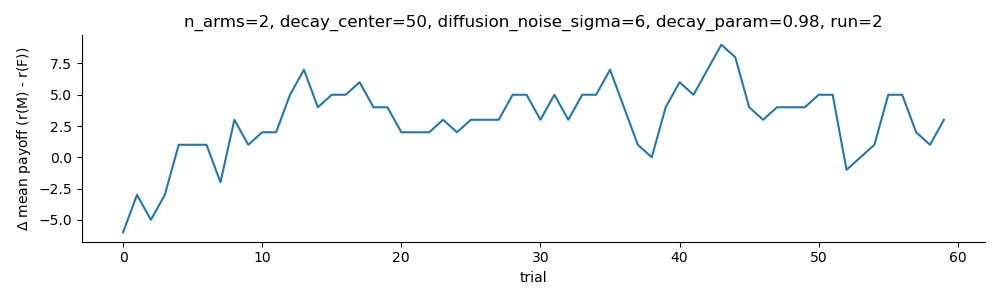 n_arms=2, decay_center=50, diffusion_noise_sigma=6, decay_param=0.98, run=2
Δ mean payoff (r(M) - r(F))
7.5
5.0
2.5
0.0
−2.5
−5.0
0 10 20 30 40 50 60
trial